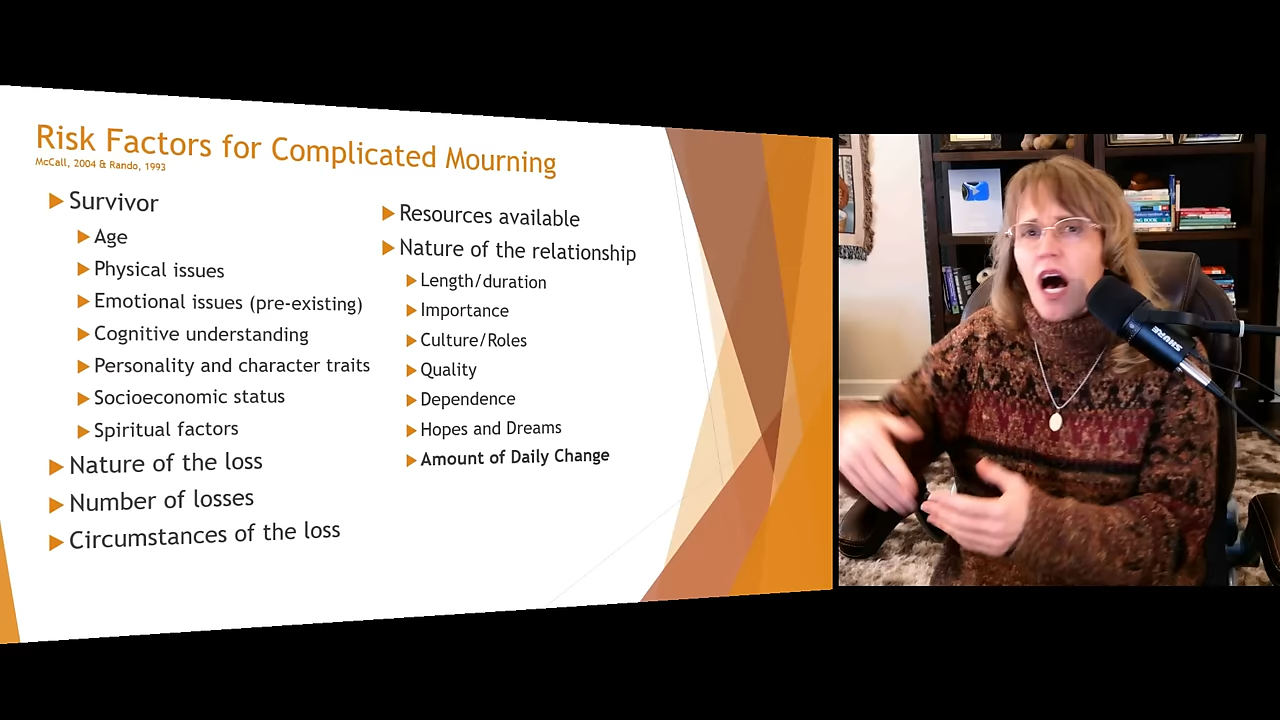 Risk Factors for Complicated Mourning
McCall, 2004 & Rando, 1993
Survivor
Age
Physical issues
Emotional issues (pre-existing)
Cognitive understanding
Personality and character traits
Socioeconomic status
Spiritual factors
Nature of the loss
Number of losses
Circumstances of the loss
Resources available
Nature of the relationship
Length/duration
Importance
Culture/Roles
Quality
Dependence
Hopes and Dreams
Amount of Daily Change
SHURE